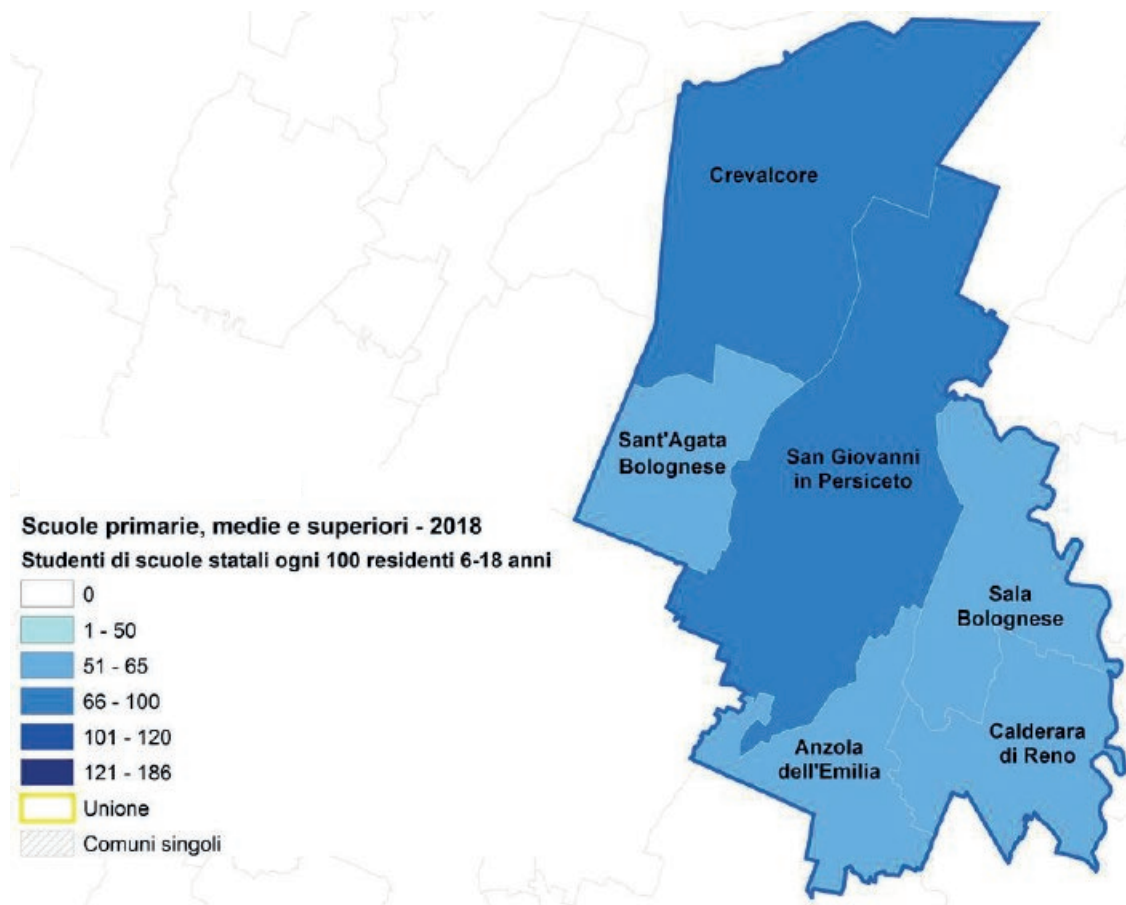 Crevalcore
Sant'Agata
Bolognese
San Giovanni
in Persiceto
Sala
Bolognese
Calderara
di Reno
Anzola
dell'Emilia
Scuole primarie, medie e superiori - 2018
Studenti di scuole statali ogni 100 residenti 6-18 anni
0
1 - 50
51 - 65
66 - 100
101 - 120
121 - 186
Unione
Comuni singoli